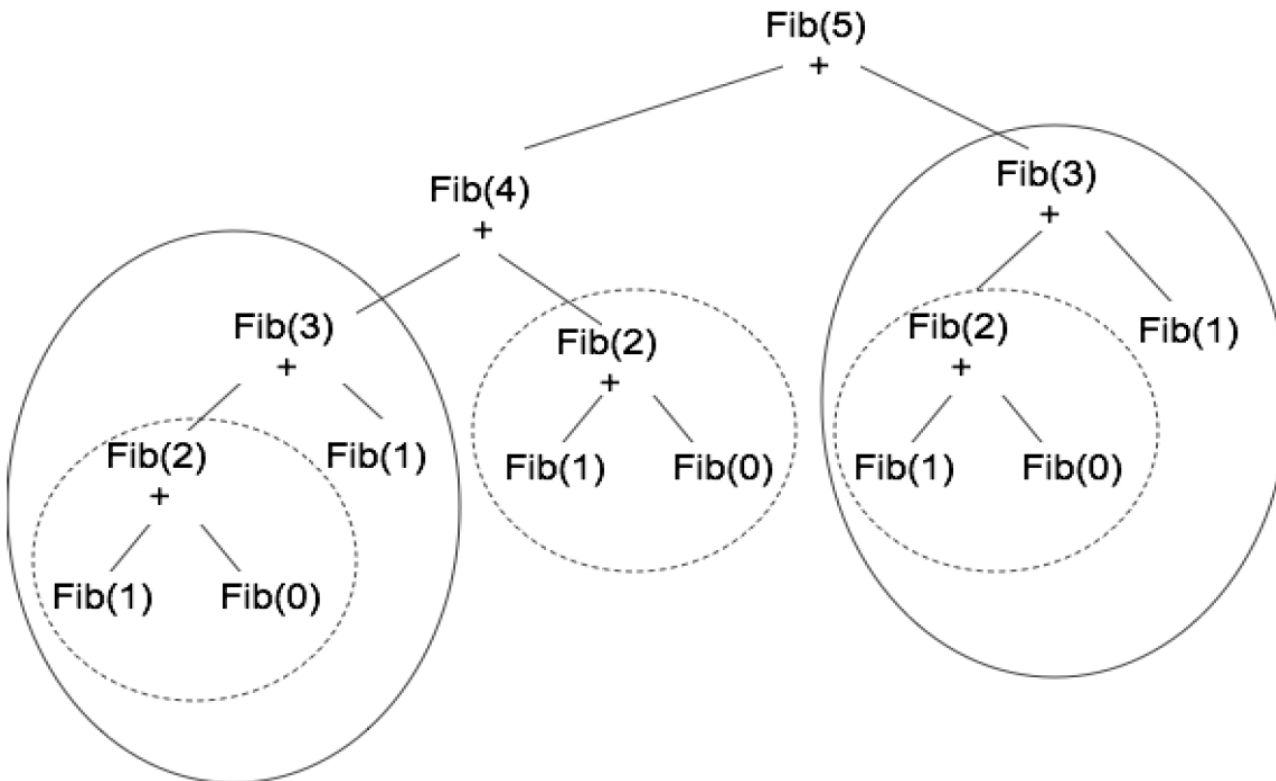 Fib(5)
+
Fib(4)
+
Fib(3)
+
Fib(3)
+
Fib(2)
+
Fib(2)
+
Fib(1)
Fib(2)
+
Fib(1)
Fib(1)
Fib(0)
Fib(1)
Fib(0)
Fib(1)
Fib(0)